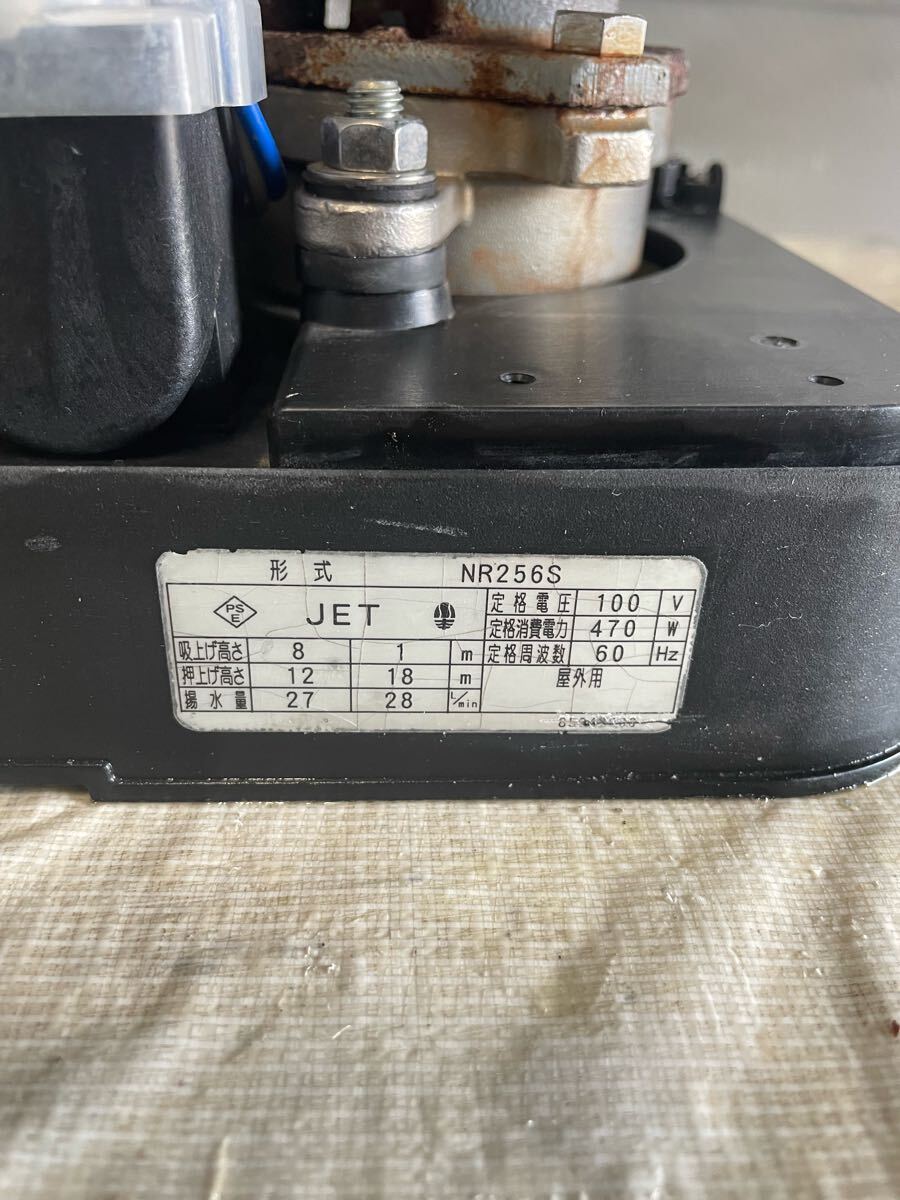 形式 NR256S
PS E JET
定格電圧 100 V
定格消費電力 470 W
定格周波数 60 Hz
屋外用
吸上げ高さ 8 1 m
押上げ高さ 12 18 m
揚水量 27 28 L/min